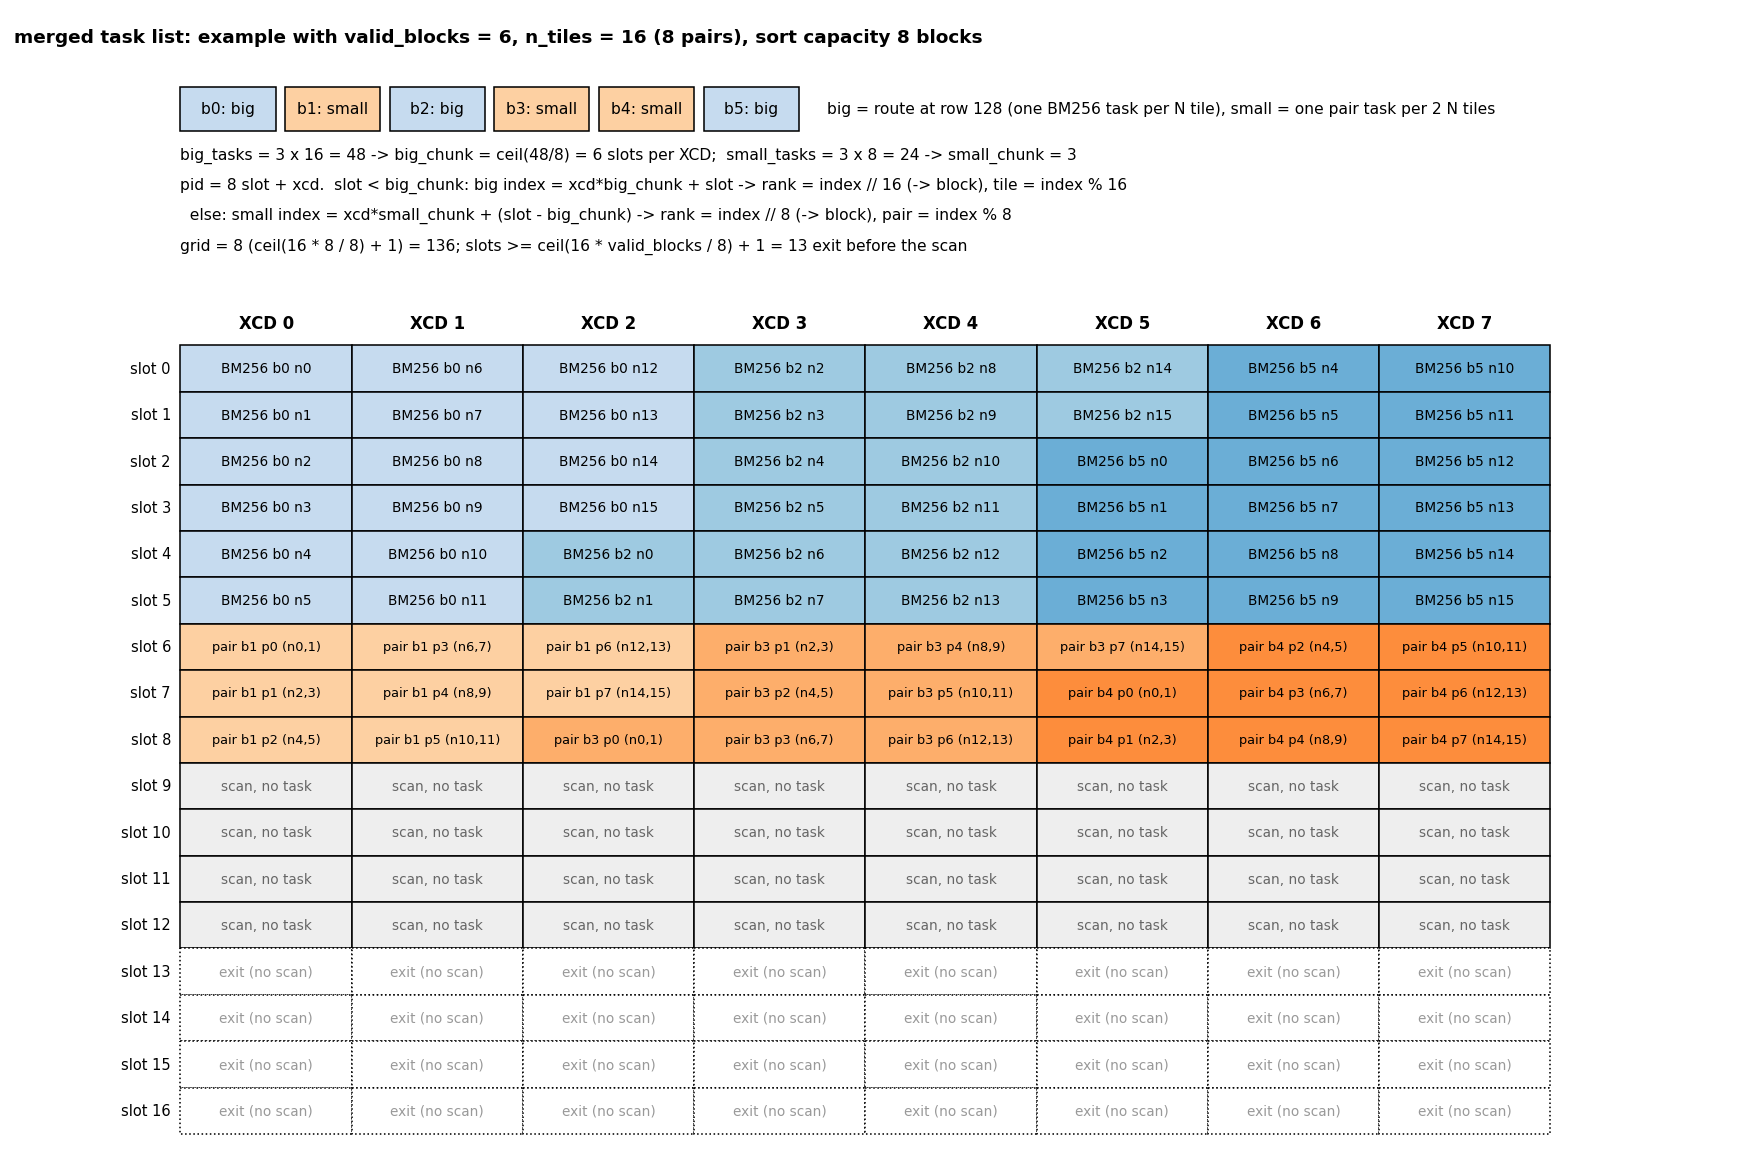 merged task list: example with valid_blocks = 6, n_tiles = 16 (8 pairs), sort capacity 8 blocks
b0: big b1: small b2: big b3: small b4: small b5: big big = route at row 128 (one BM256 task per N tile), small = one pair task per 2 N tiles
big_tasks = 3 x 16 = 48 -> big_chunk = ceil(48/8) = 6 slots per XCD;  small_tasks = 3 x 8 = 24 -> small_chunk = 3
pid = 8 slot + xcd.  slot < big_chunk: big index = xcd*big_chunk + slot -> rank = index // 16 (-> block), tile = index % 16
else: small index = xcd*small_chunk + (slot - big_chunk) -> rank = index // 8 (-> block), pair = index % 8
grid = 8 (ceil(16 * 8 / 8) + 1) = 136; slots >= ceil(16 * valid_blocks / 8) + 1 = 13 exit before the scan
XCD 0 XCD 1 XCD 2 XCD 3 XCD 4 XCD 5 XCD 6 XCD 7
slot 0 BM256 b0 n0 BM256 b0 n6 BM256 b0 n12 BM256 b2 n2 BM256 b2 n8 BM256 b2 n14 BM256 b5 n4 BM256 b5 n10
slot 1 BM256 b0 n1 BM256 b0 n7 BM256 b0 n13 BM256 b2 n3 BM256 b2 n9 BM256 b2 n15 BM256 b5 n5 BM256 b5 n11
slot 2 BM256 b0 n2 BM256 b0 n8 BM256 b0 n14 BM256 b2 n4 BM256 b2 n10 BM256 b5 n0 BM256 b5 n6 BM256 b5 n12
slot 3 BM256 b0 n3 BM256 b0 n9 BM256 b0 n15 BM256 b2 n5 BM256 b2 n11 BM256 b5 n1 BM256 b5 n7 BM256 b5 n13
slot 4 BM256 b0 n4 BM256 b0 n10 BM256 b2 n0 BM256 b2 n6 BM256 b2 n12 BM256 b5 n2 BM256 b5 n8 BM256 b5 n14
slot 5 BM256 b0 n5 BM256 b0 n11 BM256 b2 n1 BM256 b2 n7 BM256 b2 n13 BM256 b5 n3 BM256 b5 n9 BM256 b5 n15
slot 6 pair b1 p0 (n0,1) pair b1 p3 (n6,7) pair b1 p6 (n12,13) pair b3 p1 (n2,3) pair b3 p4 (n8,9) pair b3 p7 (n14,15) pair b4 p2 (n4,5) pair b4 p5 (n10,11)
slot 7 pair b1 p1 (n2,3) pair b1 p4 (n8,9) pair b1 p7 (n14,15) pair b3 p2 (n4,5) pair b3 p5 (n10,11) pair b4 p0 (n0,1) pair b4 p3 (n6,7) pair b4 p6 (n12,13)
slot 8 pair b1 p2 (n4,5) pair b1 p5 (n10,11) pair b3 p0 (n0,1) pair b3 p3 (n6,7) pair b3 p6 (n12,13) pair b4 p1 (n2,3) pair b4 p4 (n8,9) pair b4 p7 (n14,15)
slot 9 scan, no task scan, no task scan, no task scan, no task scan, no task scan, no task scan, no task scan, no task
slot 10 scan, no task scan, no task scan, no task scan, no task scan, no task scan, no task scan, no task scan, no task
slot 11 scan, no task scan, no task scan, no task scan, no task scan, no task scan, no task scan, no task scan, no task
slot 12 scan, no task scan, no task scan, no task scan, no task scan, no task scan, no task scan, no task scan, no task
slot 13 exit (no scan) exit (no scan) exit (no scan) exit (no scan) exit (no scan) exit (no scan) exit (no scan) exit (no scan)
slot 14 exit (no scan) exit (no scan) exit (no scan) exit (no scan) exit (no scan) exit (no scan) exit (no scan) exit (no scan)
slot 15 exit (no scan) exit (no scan) exit (no scan) exit (no scan) exit (no scan) exit (no scan) exit (no scan) exit (no scan)
slot 16 exit (no scan) exit (no scan) exit (no scan) exit (no scan) exit (no scan) exit (no scan) exit (no scan) exit (no scan)